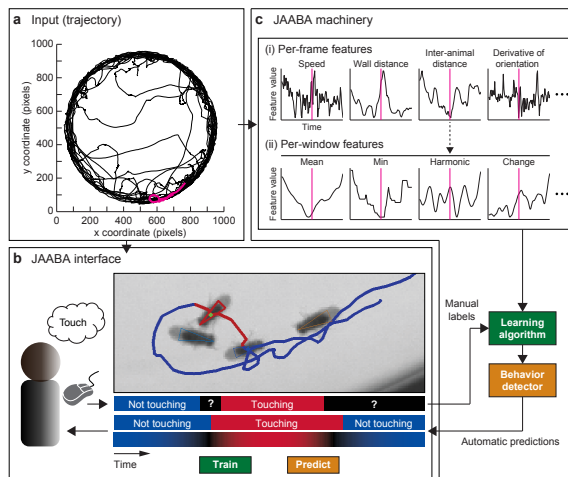 a Input (trajectory)
1000
800
600
400
200
0
y coordinate (pixels)
0 200 400 600 800 1000
x coordinate (pixels)
c JAABA machinery
(i) Per-frame features
Speed
Wall distance
Inter-animal
distance
Derivative of
orientation
Feature value
Time
(ii) Per-window features
Mean
Min
Harmonic
Change
Feature value
b JAABA interface
Touch
Not touching ? Touching ?
Not touching Touching Not touching
Time
Train
Predict
Manual
labels
Learning
algorithm
Behavior
detector
Automatic predictions